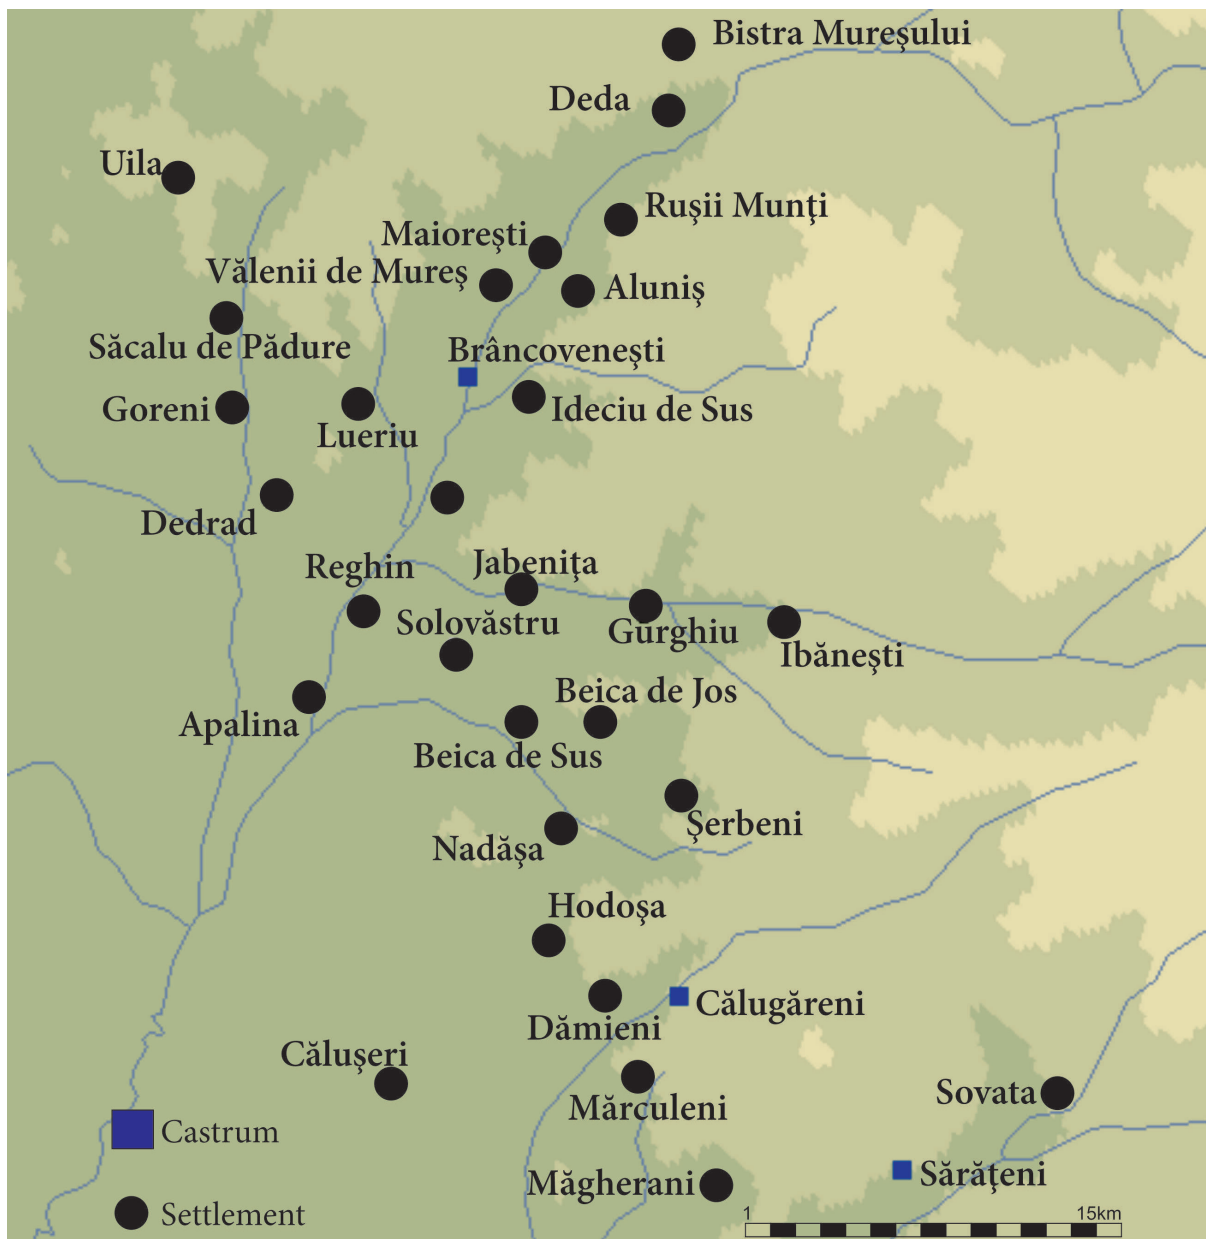 Bistra Mureşului
Deda
Uila
Ruşii Munţi
Maioreşti
Vălenii de Mureş
Aluniş
Săcalu de Pădure
Brâncoveneşti
Goreni
Ideciu de Sus
Lueriu
Dedrad
Reghin
Jabeniţa
Solovăstru
Gurghiu
Ibăneşti
Beica de Jos
Apalina
Beica de Sus
Şerbeni
Nadăşa
Hodoşa
Călugăreni
Dămieni
Căluşeri
Sovata
Mărculeni
Castrum
Sărăţeni
Măgherani
Settlement
1 15km